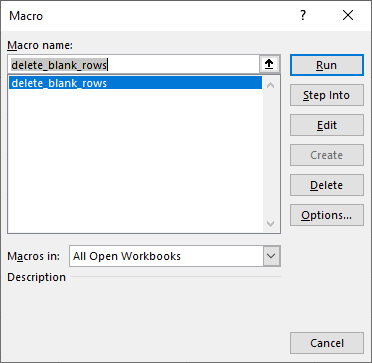 Macro
Macro name:
delete_blank_rows
delete_blank_rows
Run
Step Into
Edit
Create
Delete
Options...
Macros in:
All Open Workbooks
Description
Cancel